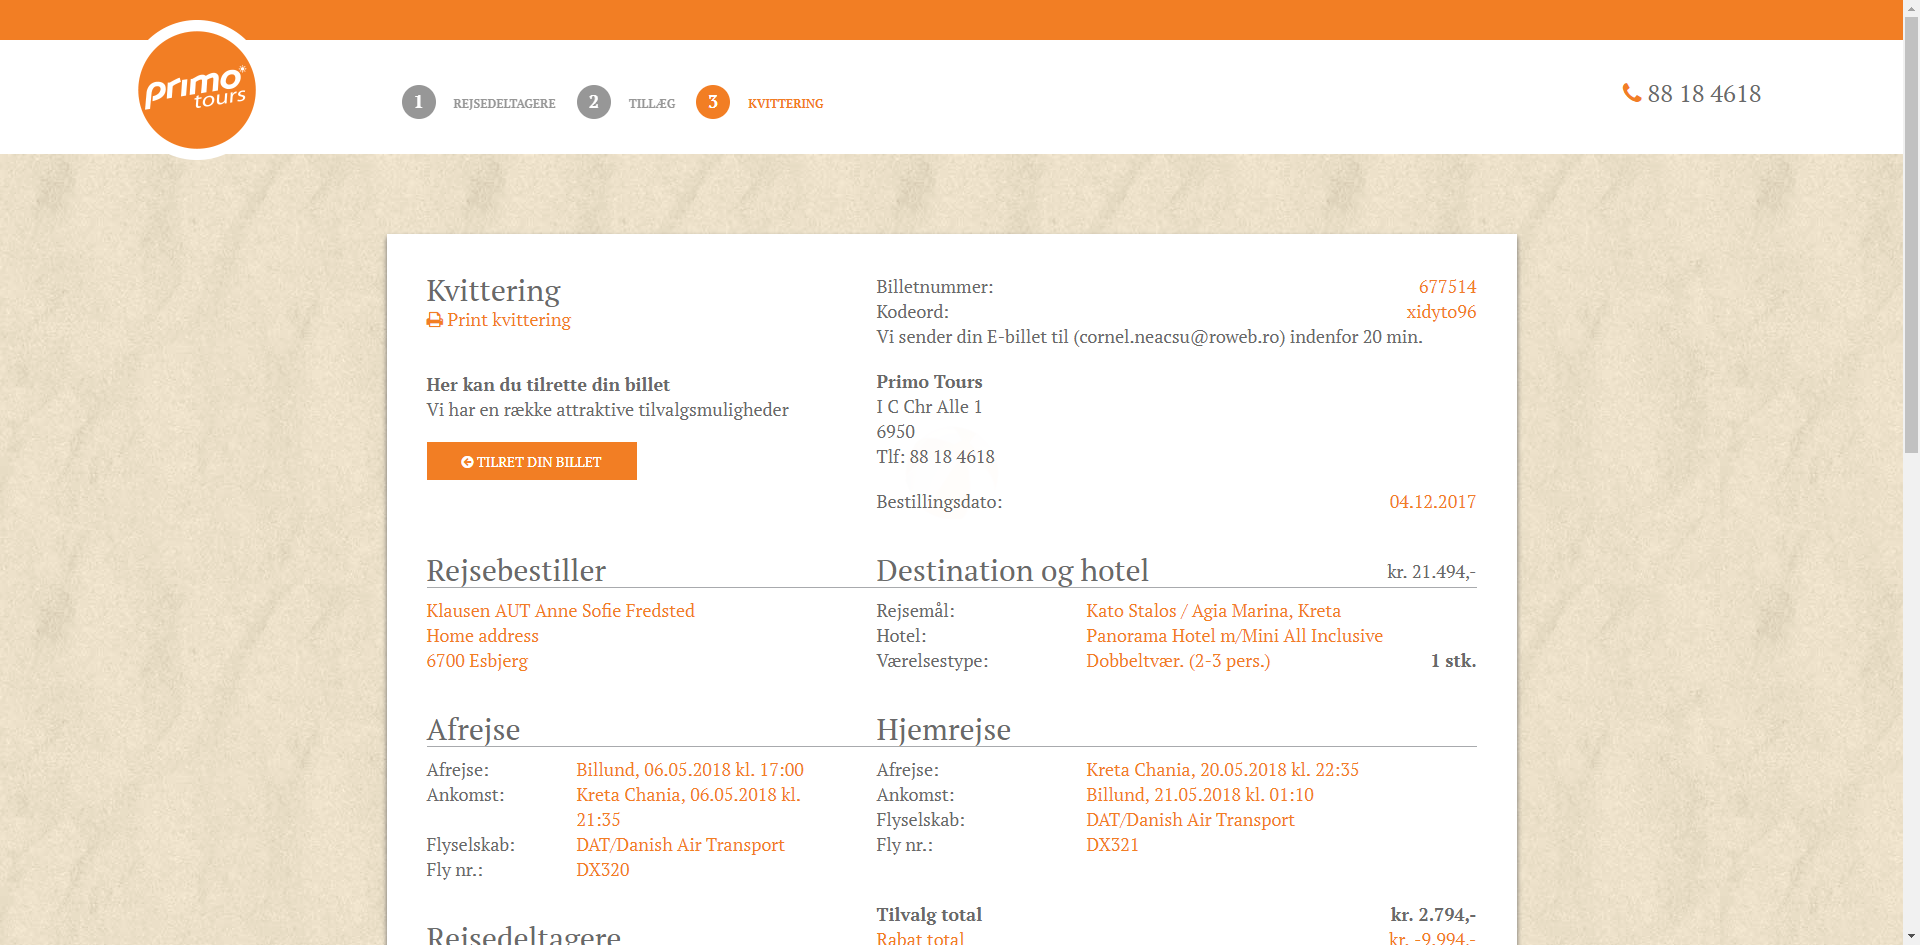 primo
tours
1 REJSEDELTAGERE 2 TILLÆG 3 KVITTERING
88 18 4618
Kvittering
Print kvittering
Her kan du tilrette din billet
Vi har en række attraktive tilvalgsmuligheder
TILRET DIN BILLET
Billetnummer: 677514
Kodeord: xidyto96
Vi sender din E-billet til (cornel.neacsu@roweb.ro) indenfor 20 min.
Primo Tours
I C Chr Alle 1
6950
Tlf: 88 18 4618
Bestillingsdato: 04.12.2017
Rejsebestiller
Klausen AUT Anne Sofie Fredsted
Home address
6700 Esbjerg
Destination og hotel kr. 21.494,-
Rejsemål: Kato Stalos / Agia Marina, Kreta
Hotel: Panorama Hotel m/Mini All Inclusive
Værelsestype: Dobbeltvær. (2-3 pers.) 1 stk.
Afrejse
Afrejse: Billund, 06.05.2018 kl. 17:00
Ankomst: Kreta Chania, 06.05.2018 kl.
21:35
Flyselskab: DAT/Danish Air Transport
Fly nr.: DX320
Hjemrejse
Afrejse: Kreta Chania, 20.05.2018 kl. 22:35
Ankomst: Billund, 21.05.2018 kl. 01:10
Flyselskab: DAT/Danish Air Transport
Fly nr.: DX321
Rejsedeltagere
Tilvalg total kr. 2.794,-
Rabat total kr. -9.994,-